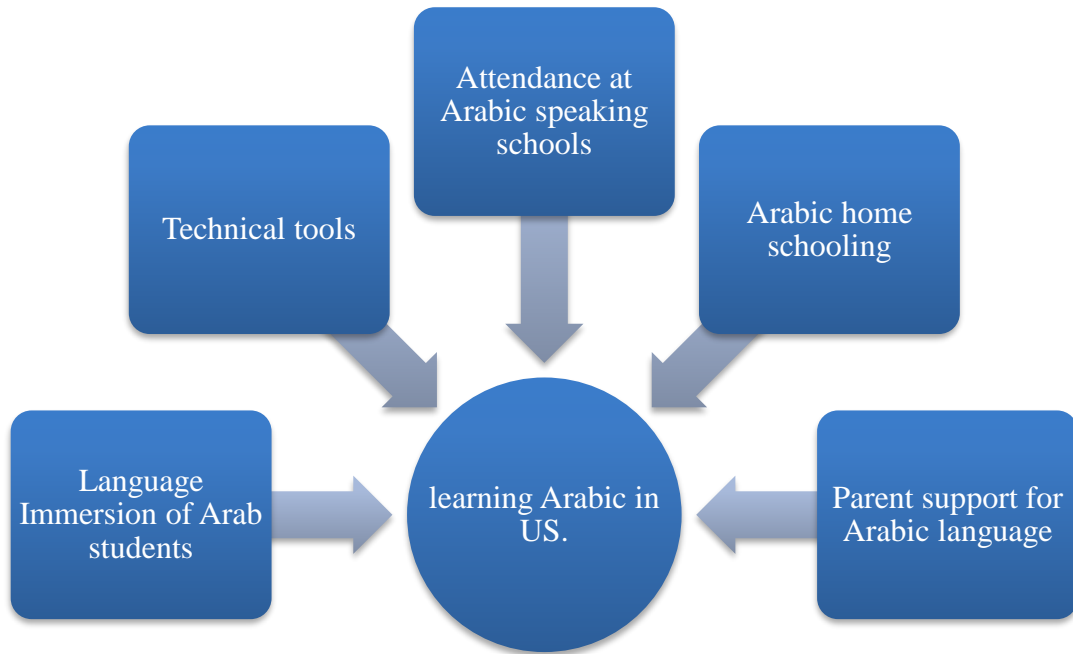 Attendance at
Arabic speaking
schools
Technical tools
Arabic home
schooling
Language
Immersion of Arab
students
learning Arabic in
US.
Parent support for
Arabic language